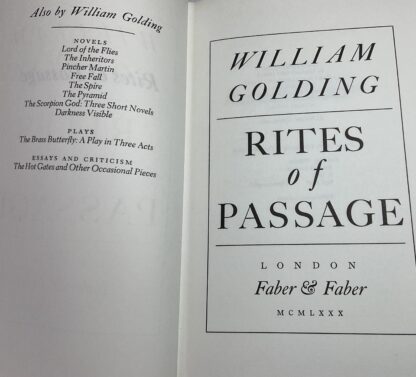 Also by William Golding
NOVELS
Lord of the Flies
The Inheritors
Pincher Martin
Free Fall
The Spire
The Pyramid
The Scorpion God: Three Short Novels
Darkness Visible
PLAYS
The Brass Butterfly: A Play in Three Acts
ESSAYS AND CRITICISM
The Hot Gates and Other Occasional Pieces
WILLIAM
GOLDING
RITES
of
PASSAGE
LONDON
Faber & Faber
MCMLXXX